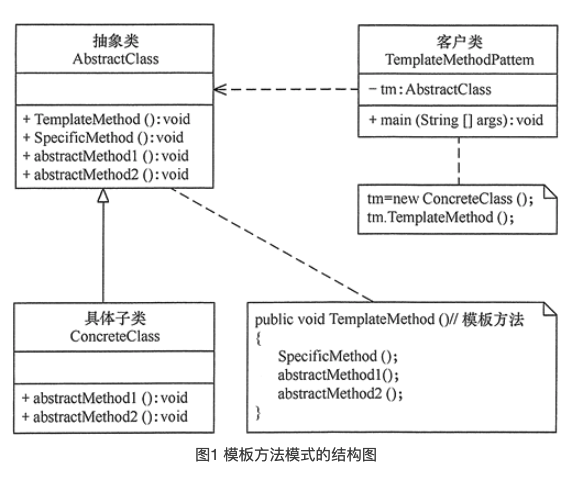 抽象类
AbstractClass
+ TemplateMethod ():void
+ SpecificMethod ():void
+ abstractMethod1 ():void
+ abstractMethod2 ():void
客户类
TemplateMethodPattem
− tm:AbstractClass
+ main (String [] args):void
tm=new ConcreteClass ();
tm.TemplateMethod ();
具体子类
ConcreteClass
+ abstractMethod1 ():void
+ abstractMethod2 ():void
public void TemplateMethod ()// 模板方法
{
SpecificMethod ();
abstractMethod1();
abstractMethod2 ();
}
图1 模板方法模式的结构图